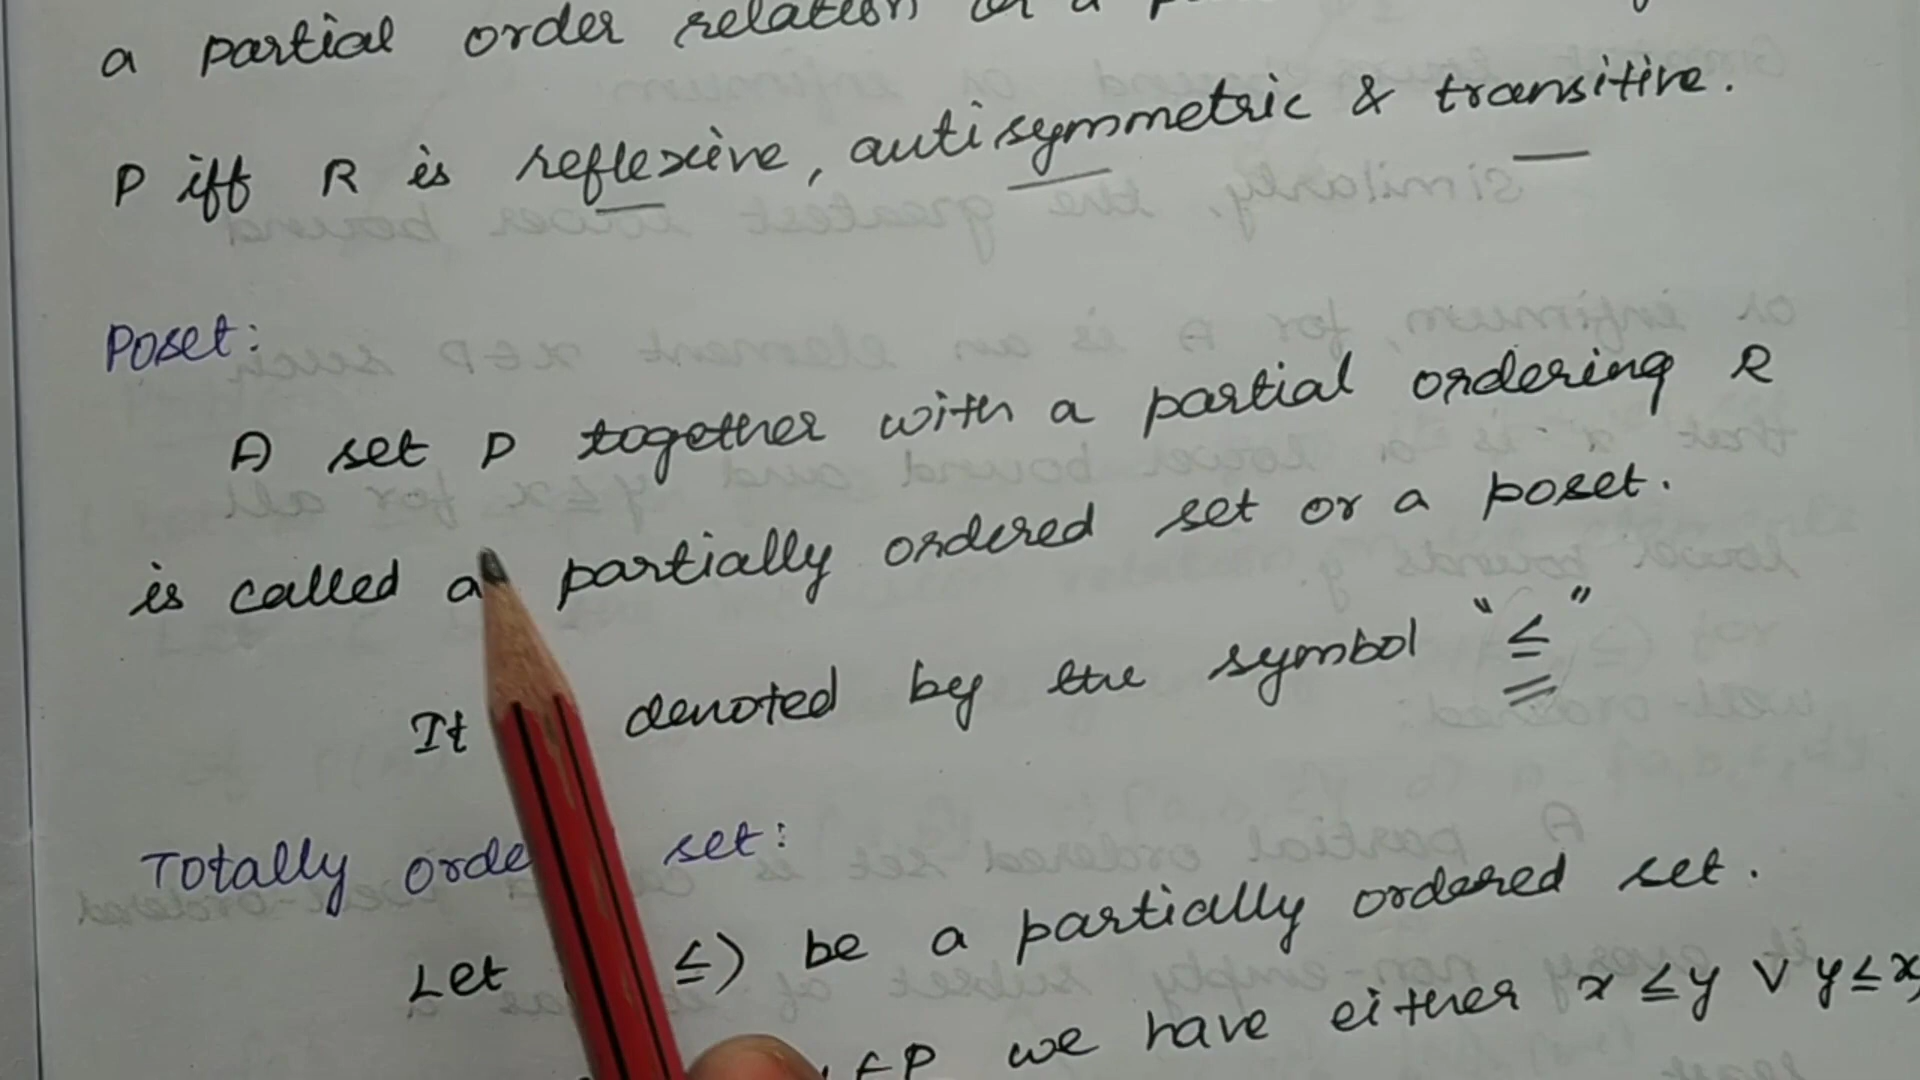 a partial order relation
P iff R is reflexive, antisymmetric & transitive.
Poset:
A set P together with a partial ordering R
is called a partially ordered set or a poset.
It denoted by the symbol "≤"
Totally orde set:
Let ≤) be a partially ordered set.
∈P we have either x ≤ y ∨ y ≤ x,